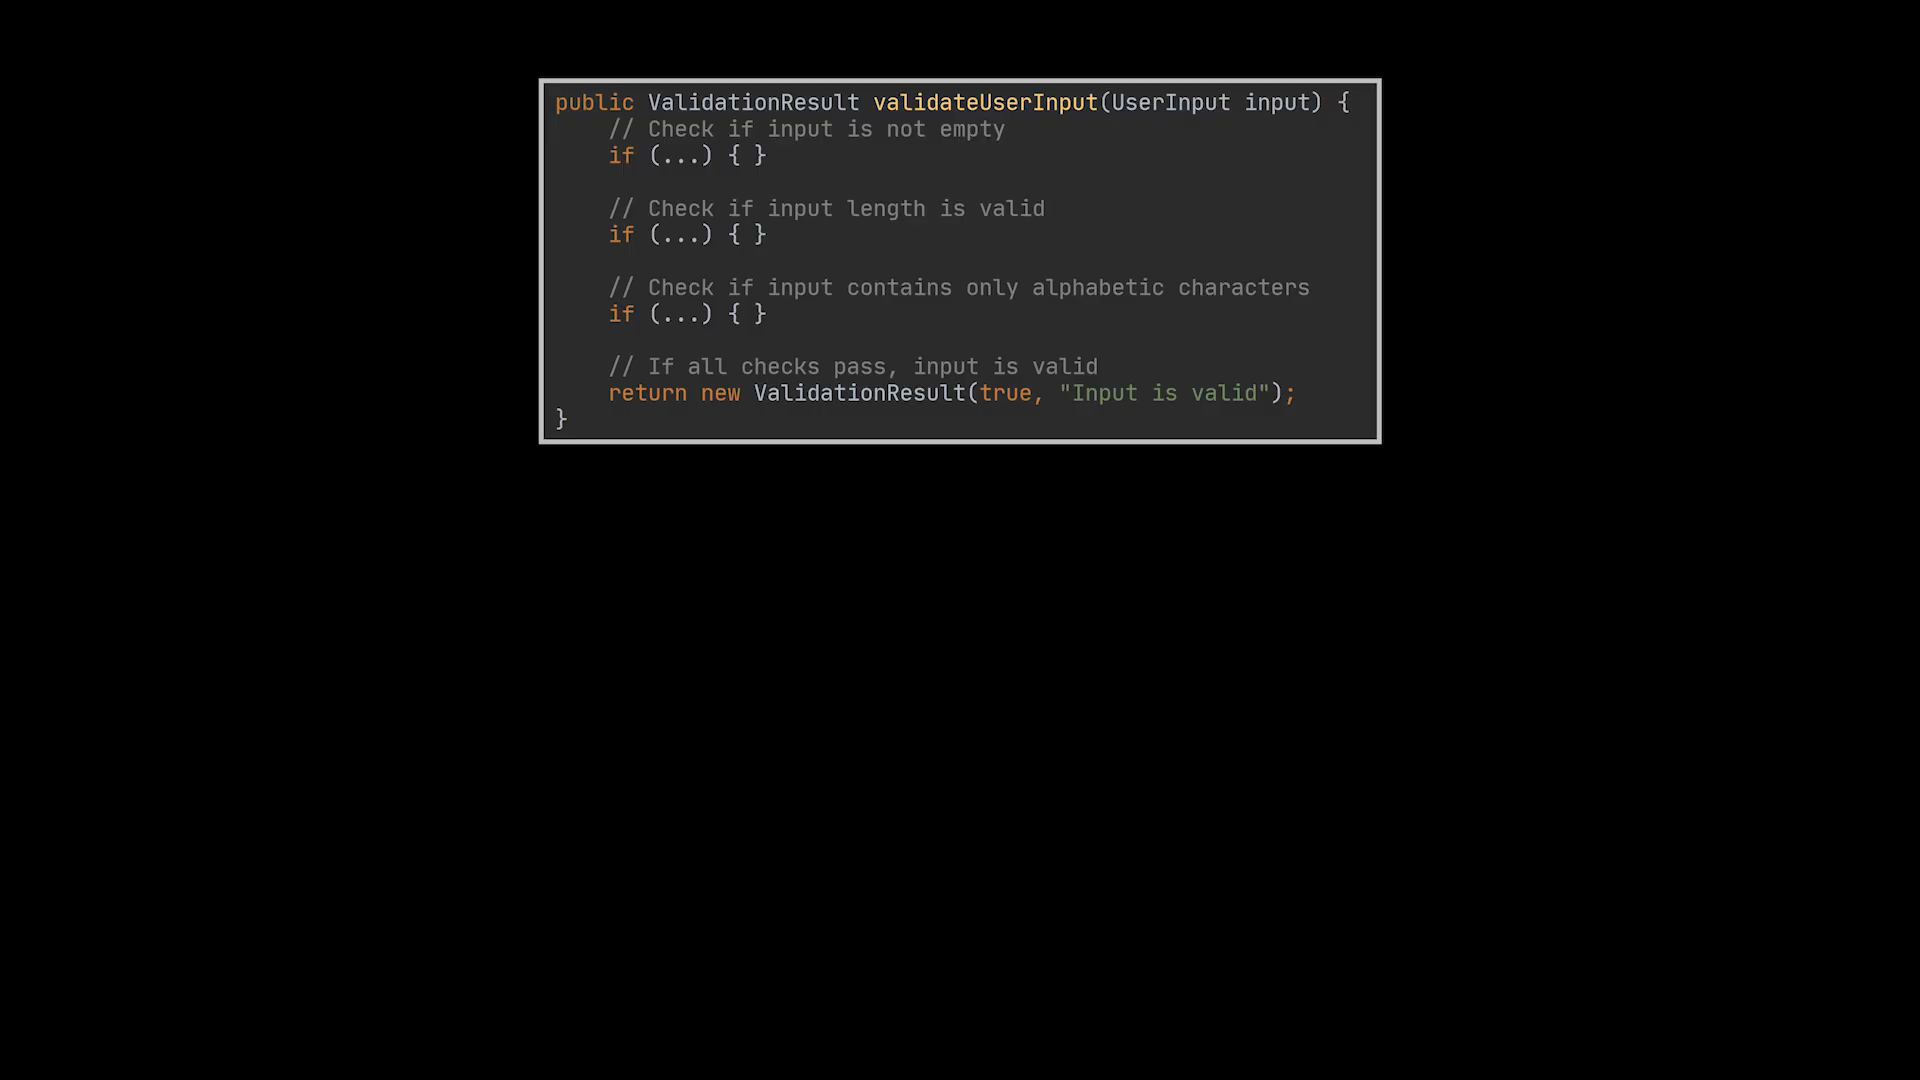 public ValidationResult validateUserInput(UserInput input) {
// Check if input is not empty
if (...) { }
// Check if input length is valid
if (...) { }
// Check if input contains only alphabetic characters
if (...) { }
// If all checks pass, input is valid
return new ValidationResult(true, "Input is valid");
}